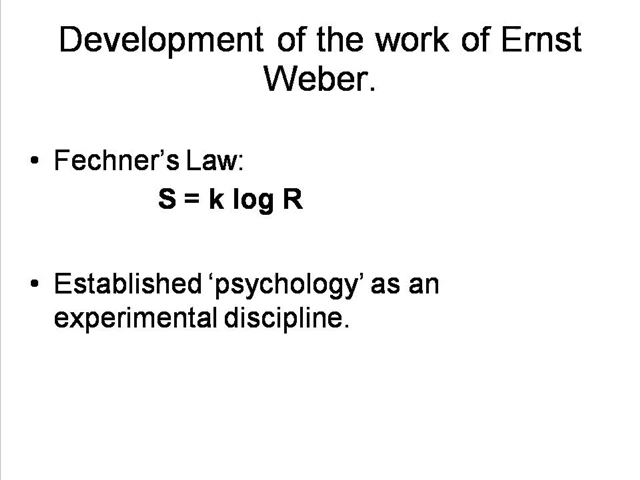 Development of the work of Ernst
Weber.
• Fechner's Law:
S = k log R
• Established ‘psychology’ as an
experimental discipline.